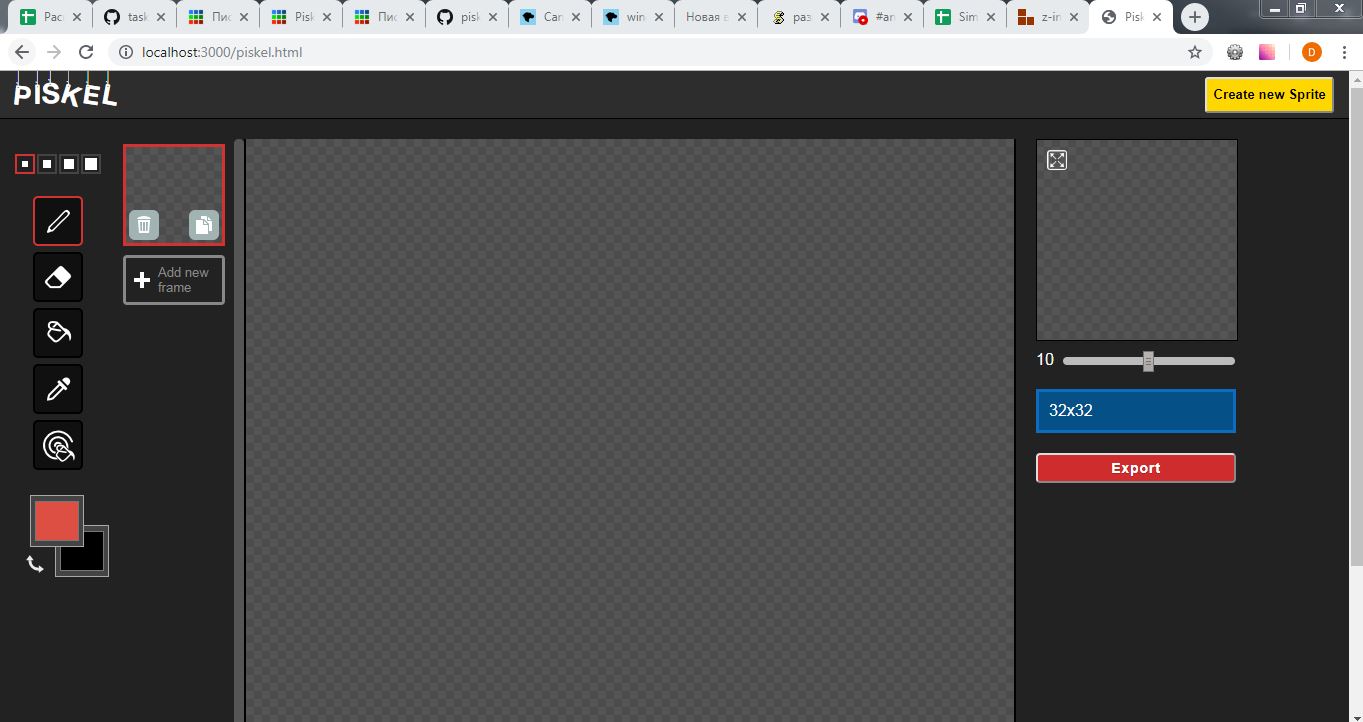 Рас
task
Пис
Pisk
Пис
pisk
Can
win
Новая в
раз
#ar
Sim
z-in
Pisk
localhost:3000/piskel.html
D
PISKEL
Create new Sprite
Add new
frame
10
32x32
Export